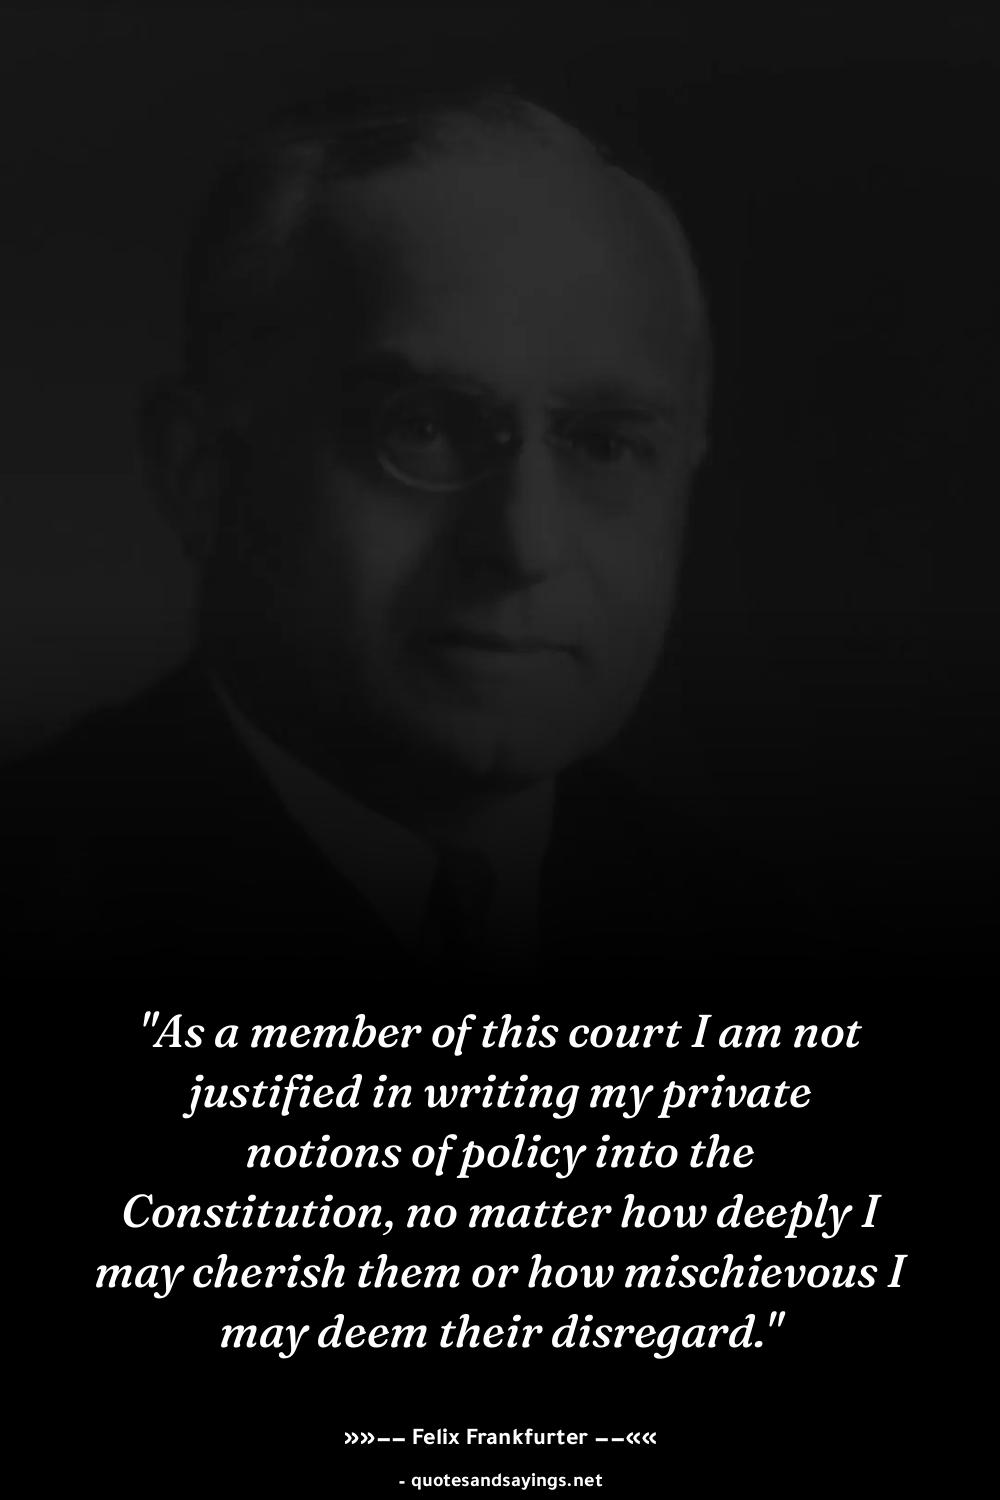 "As a member of this court I am not
justified in writing my private
notions of policy into the
Constitution, no matter how deeply I
may cherish them or how mischievous I
may deem their disregard."
»»−− Felix Frankfurter −−««
- quotesandsayings.net